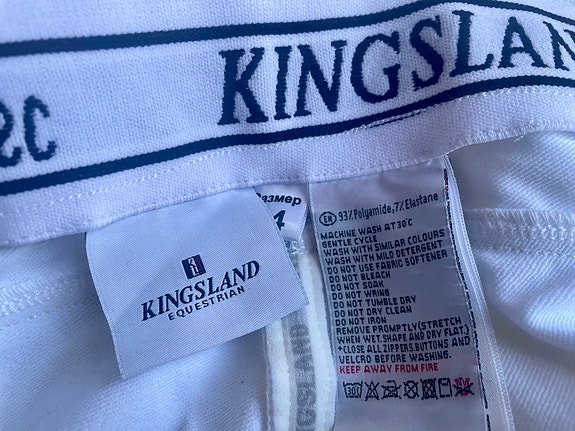 KINGSLAN
Размер
4
KINGSLAND
EQUESTRIAN
EN 93%Polyamide,7%Elastane
MACHINE WASH AT 30°C
GENTLE CYCLE
WASH WITH SIMILAR COLOURS
WASH WITH MILD DETERGENT
DO NOT USE FABRIC SOFTENER
DO NOT BLEACH
DO NOT SOAK
DO NOT WRING
DO NOT TUMBLE DRY
DO NOT DRY CLEAN
DO NOT IRON
REMOVE PROMPTLY(STRETCH
WHEN WET,SHAPE AND DRY FLAT,)
*CLOSE ALL ZIPPERS,BUTTONS AND
VELCRO BEFORE WASHING.
KEEP AWAY FROM FIRE